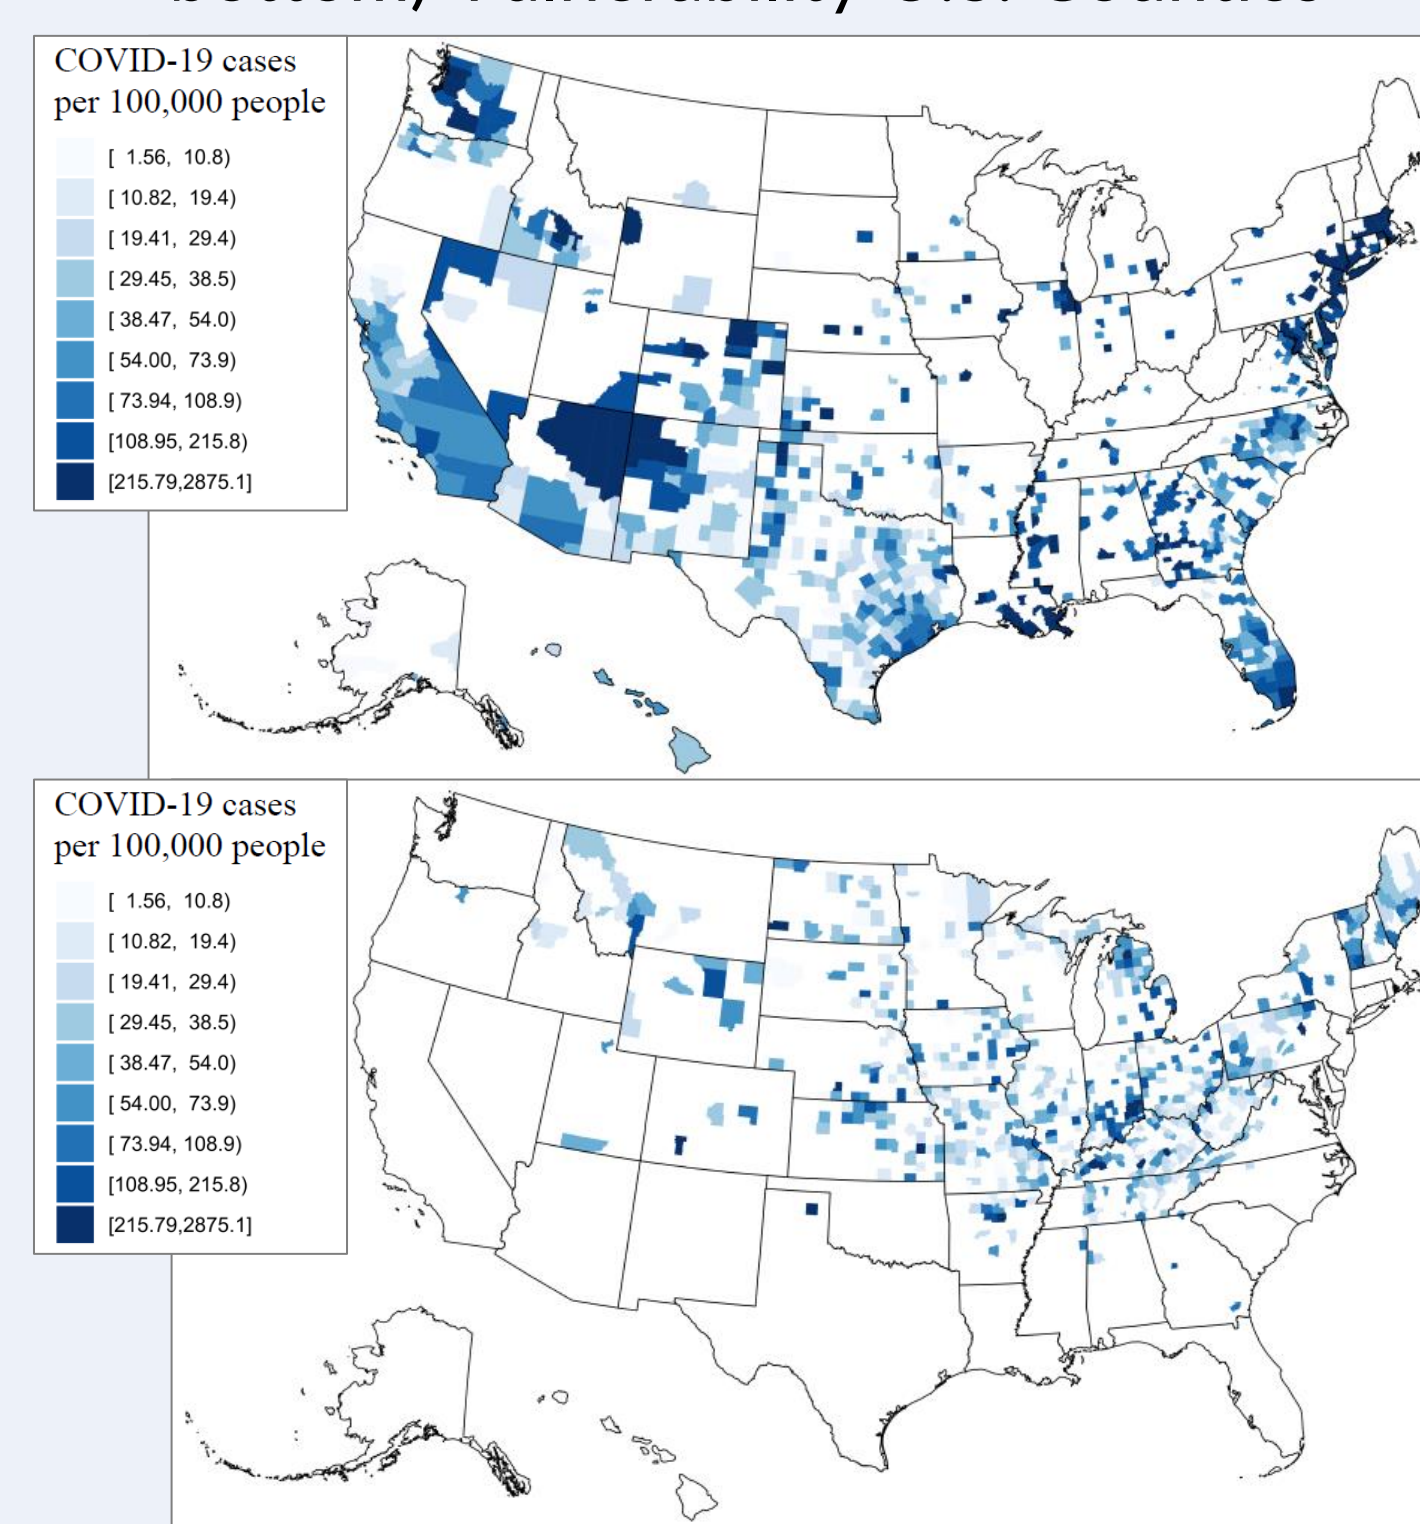 COVID-19 cases
per 100,000 people
[ 1.56, 10.8)
[ 10.82, 19.4)
[ 19.41, 29.4)
[ 29.45, 38.5)
[ 38.47, 54.0)
[ 54.00, 73.9)
[ 73.94, 108.9)
[108.95, 215.8)
[215.79,2875.1]
COVID-19 cases
per 100,000 people
[ 1.56, 10.8)
[ 10.82, 19.4)
[ 19.41, 29.4)
[ 29.45, 38.5)
[ 38.47, 54.0)
[ 54.00, 73.9)
[ 73.94, 108.9)
[108.95, 215.8)
[215.79,2875.1]